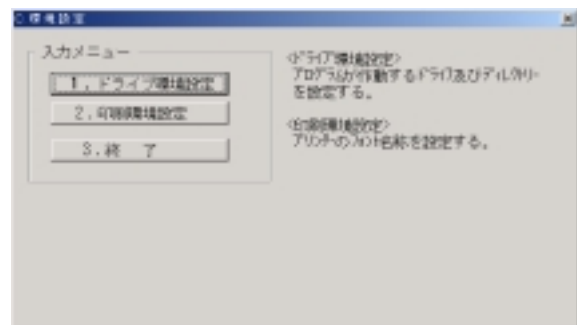 環境設定
入力メニュー
1．ドライブ環境設定
2．印刷環境設定
3．終　了
<ドライブ環境設定>
プログラムが作動するドライブ及びディレクトリー
を設定する。
<印刷環境設定>
プリンターのフォント名称を設定する。